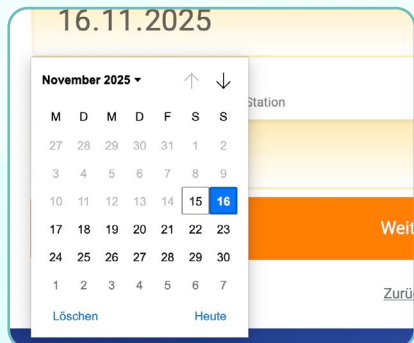 16.11.2025
November 2025
Station
M D M D F S S
27 28 29 30 31 1 2
3 4 5 6 7 8 9
10 11 12 13 14 15 16
17 18 19 20 21 22 23
Weit
24 25 26 27 28 29 30
1 2 3 4 5 6 7
Zurü
Löschen Heute